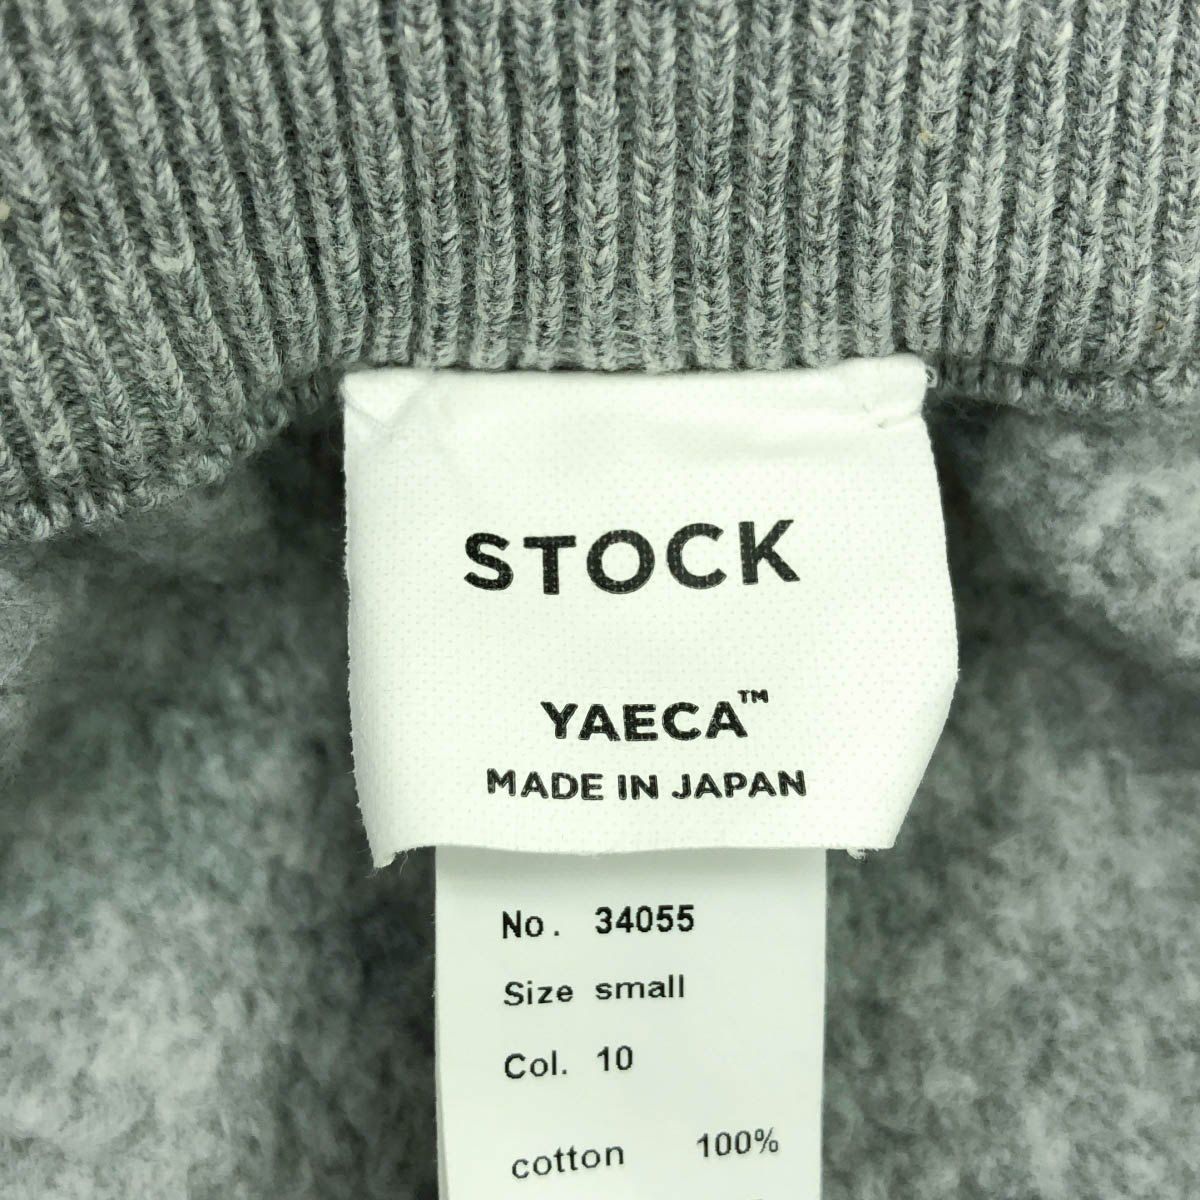 STOCK
YAECA™
MADE IN JAPAN
No. 34055
Size small
Col. 10
cotton 100%